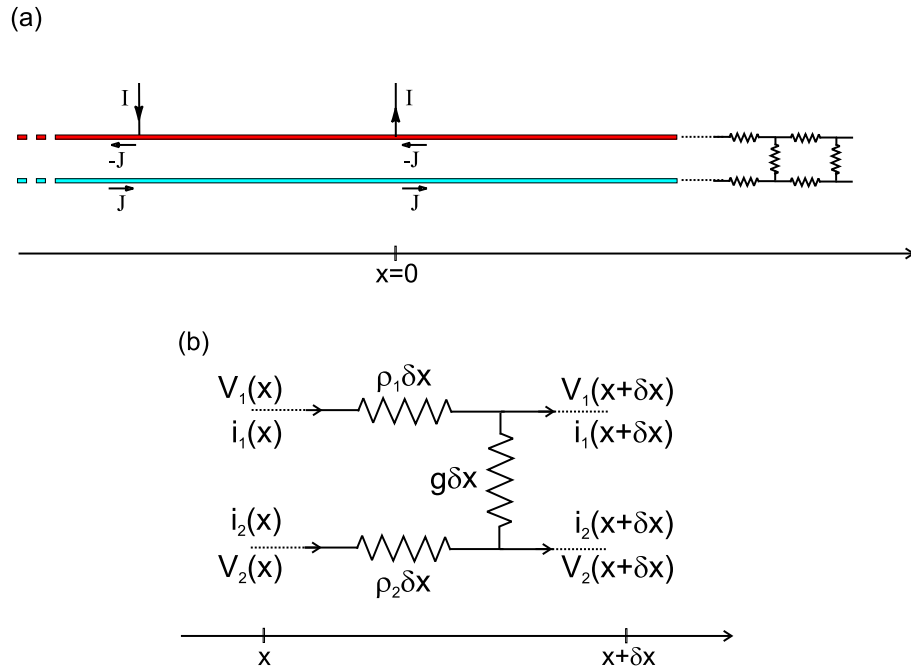 (a)
I I
-J -J
J J
x=0
(b)
V₁(x) ρ₁δx V₁(x+δx)
i₁(x) i₁(x+δx)
gδx
i₂(x) i₂(x+δx)
V₂(x) ρ₂δx V₂(x+δx)
x x+δx